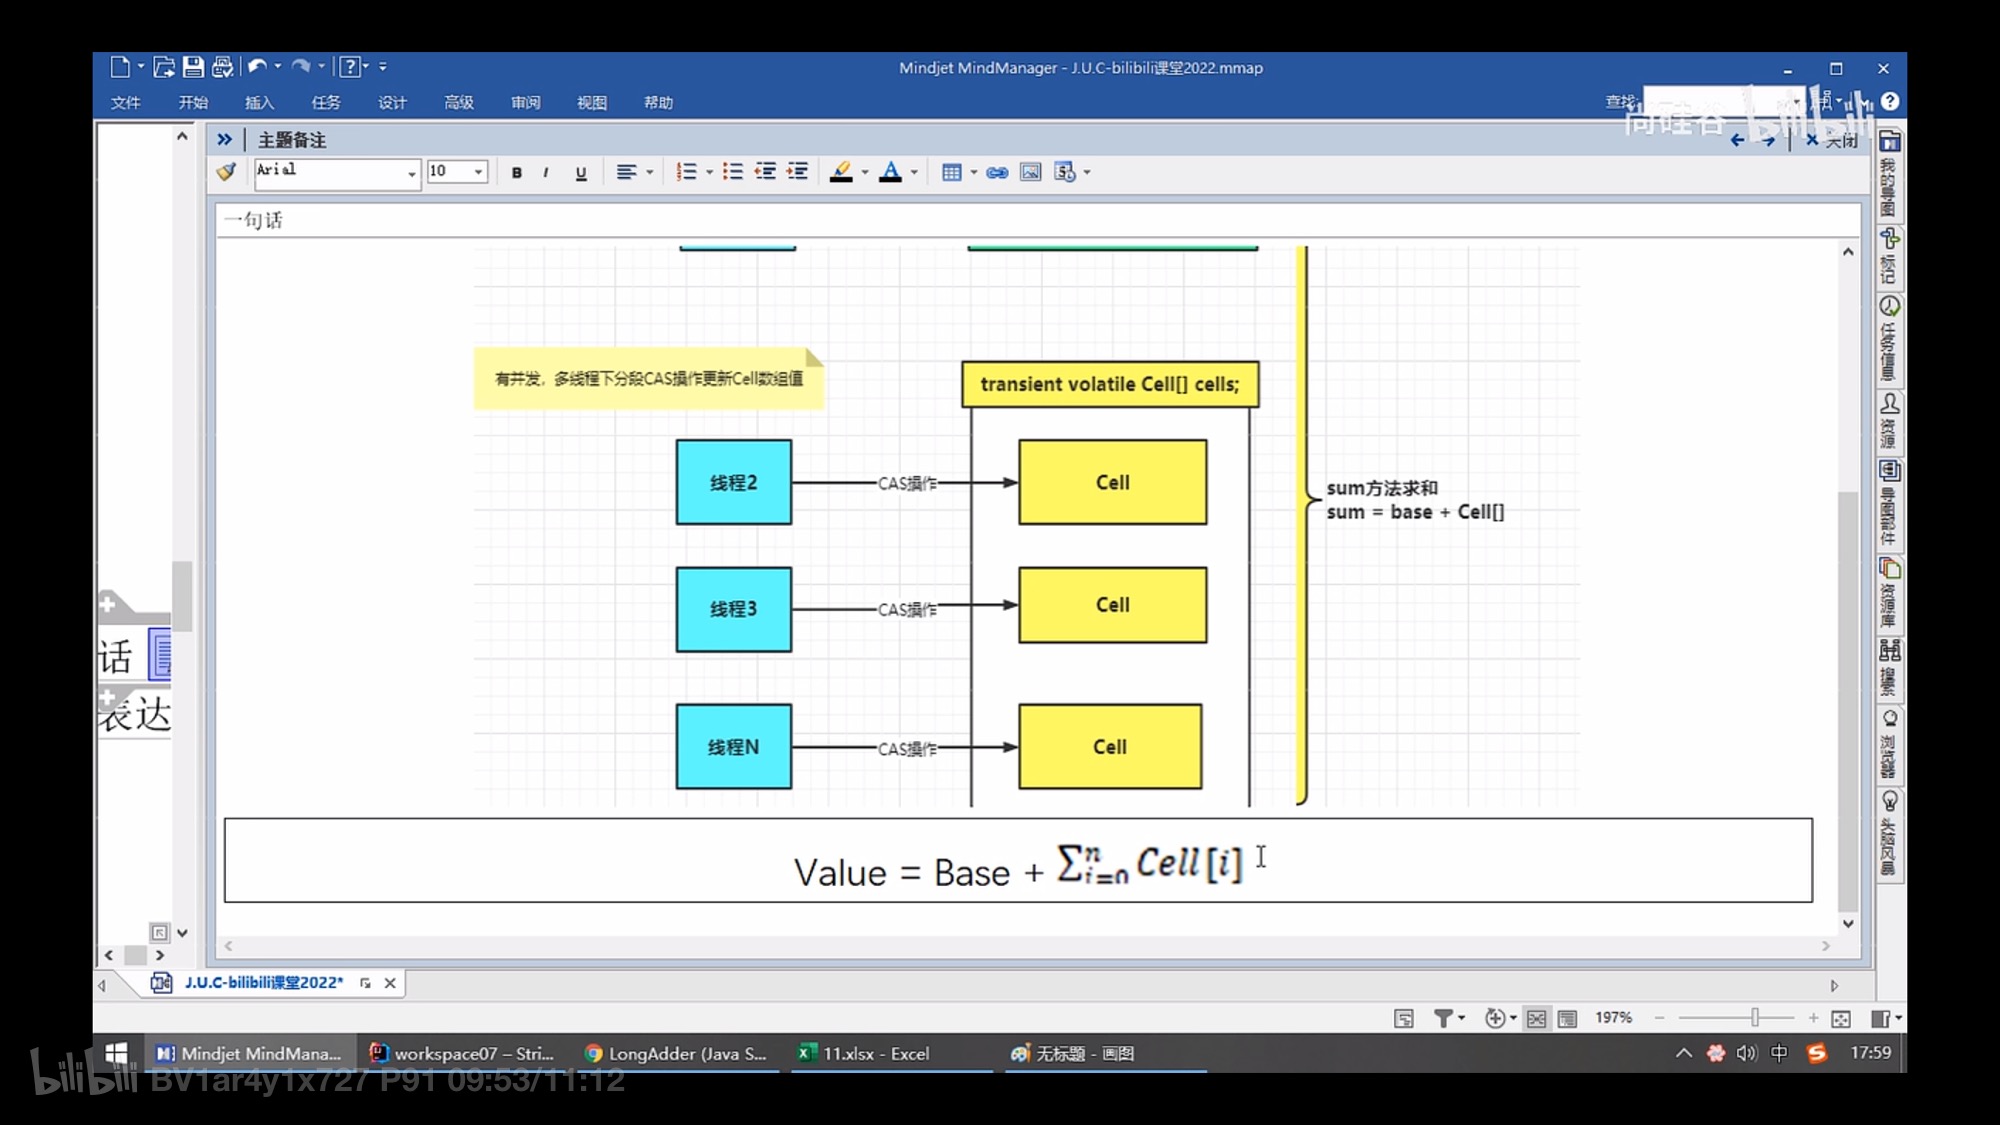 Mindjet MindManager - J.U.C-bilibili课堂2022.mmap
文件 开始 插入 任务 设计 高级 审阅 视图 帮助
查找:
尚硅谷 bilibili
主题备注
关闭
Arial 10 B I U
一句话
有并发，多线程下分段CAS操作更新Cell数组值
transient volatile Cell[] cells;
线程2 CAS操作 Cell
sum方法求和
sum = base + Cell[]
线程3 CAS操作 Cell
线程N CAS操作 Cell
Value = Base + ∑ⁿᵢ₌₀ Cell[i]
话
表达
我的导图
标记
任务信息
资源
导图部件
资源库
搜索
浏览器
头脑风暴
J.U.C-bilibili课堂2022*
197%
Mindjet MindMana...
workspace07 – Stri...
LongAdder (Java S...
11.xlsx - Excel
无标题 - 画图
中
17:59
bilibili BV1ar4y1x727 P91 09:53/11:12